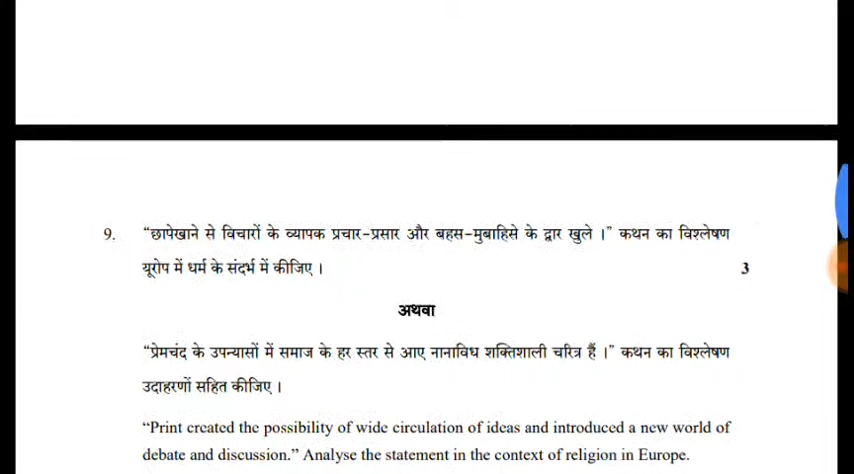 9. “छापेखाने से विचारों के व्यापक प्रचार-प्रसार और बहस-मुबाहिसे के द्वार खुले ।” कथन का विश्लेषण
यूरोप में धर्म के संदर्भ में कीजिए । 3
अथवा
“प्रेमचंद के उपन्यासों में समाज के हर स्तर से आए नानाविध शक्तिशाली चरित्र हैं ।” कथन का विश्लेषण
उदाहरणों सहित कीजिए ।
“Print created the possibility of wide circulation of ideas and introduced a new world of
debate and discussion.” Analyse the statement in the context of religion in Europe.